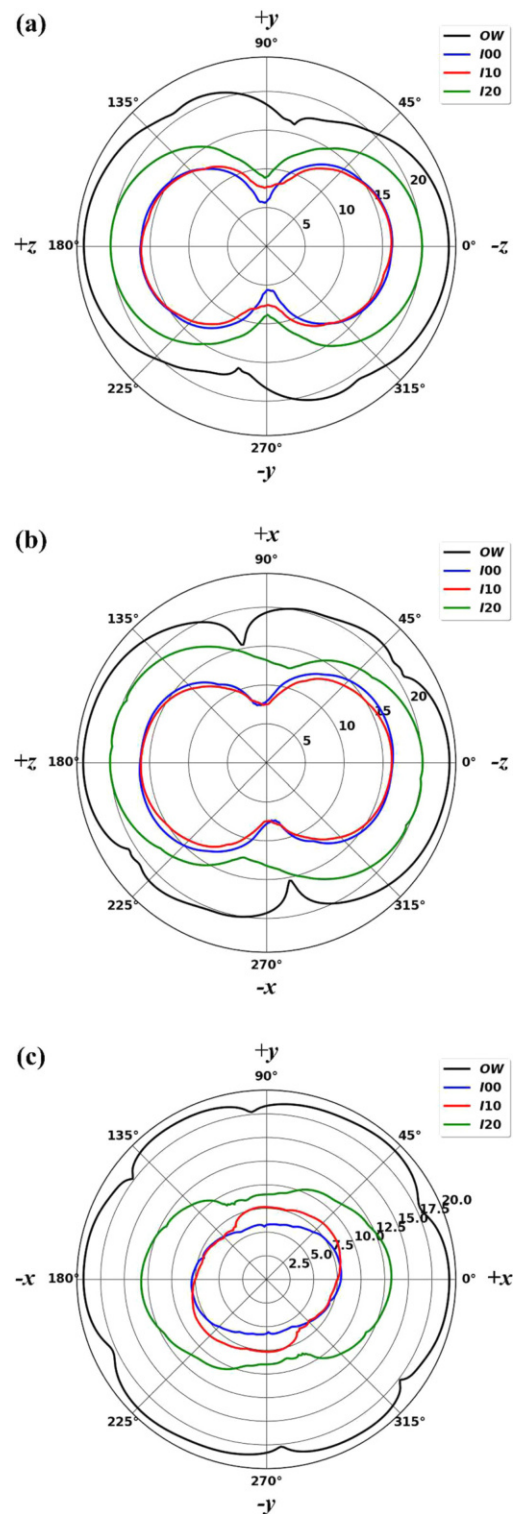 (a)
+y
90°
OW
I00
I10
I20
135°
45°
20
15
10
5
+z 180°
0° -z
225°
315°
270°
-y
(b)
+x
90°
OW
I00
I10
I20
135°
45°
20
15
10
5
+z 180°
0° -z
225°
315°
270°
-x
(c)
+y
90°
OW
I00
I10
I20
135°
45°
20.0
17.5
15.0
12.5
10.0
7.5
5.0
2.5
-x 180°
0° +x
225°
315°
270°
-y